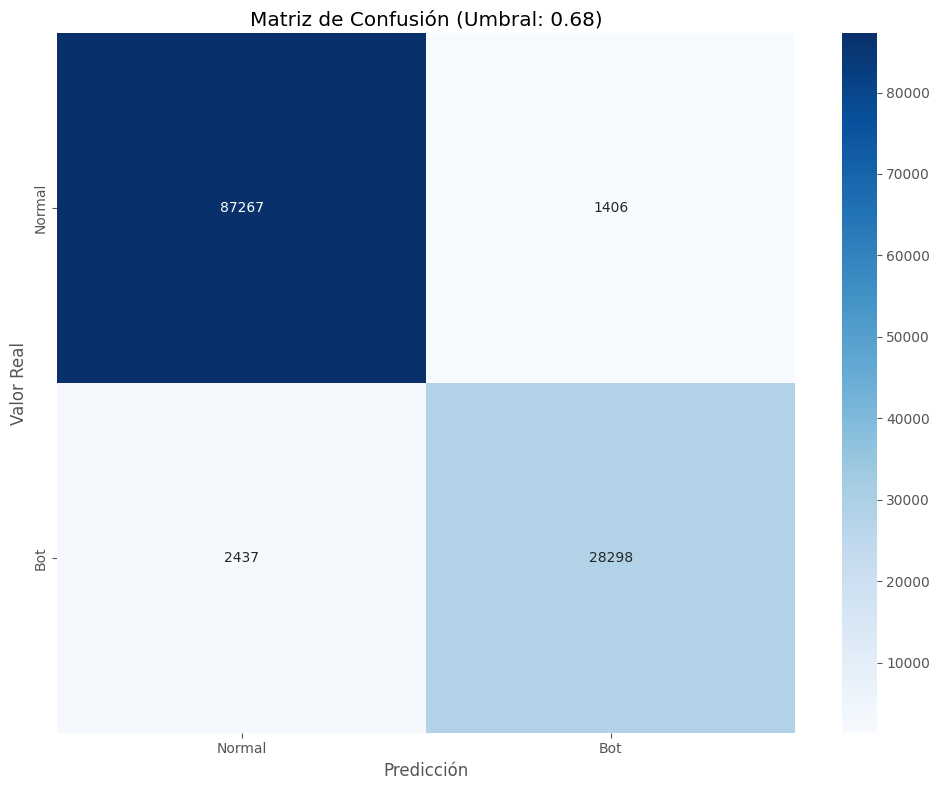 Matriz de Confusión (Umbral: 0.68)
Valor Real
Normal
Bot
87267
1406
2437
28298
Normal
Bot
Predicción
80000
70000
60000
50000
40000
30000
20000
10000